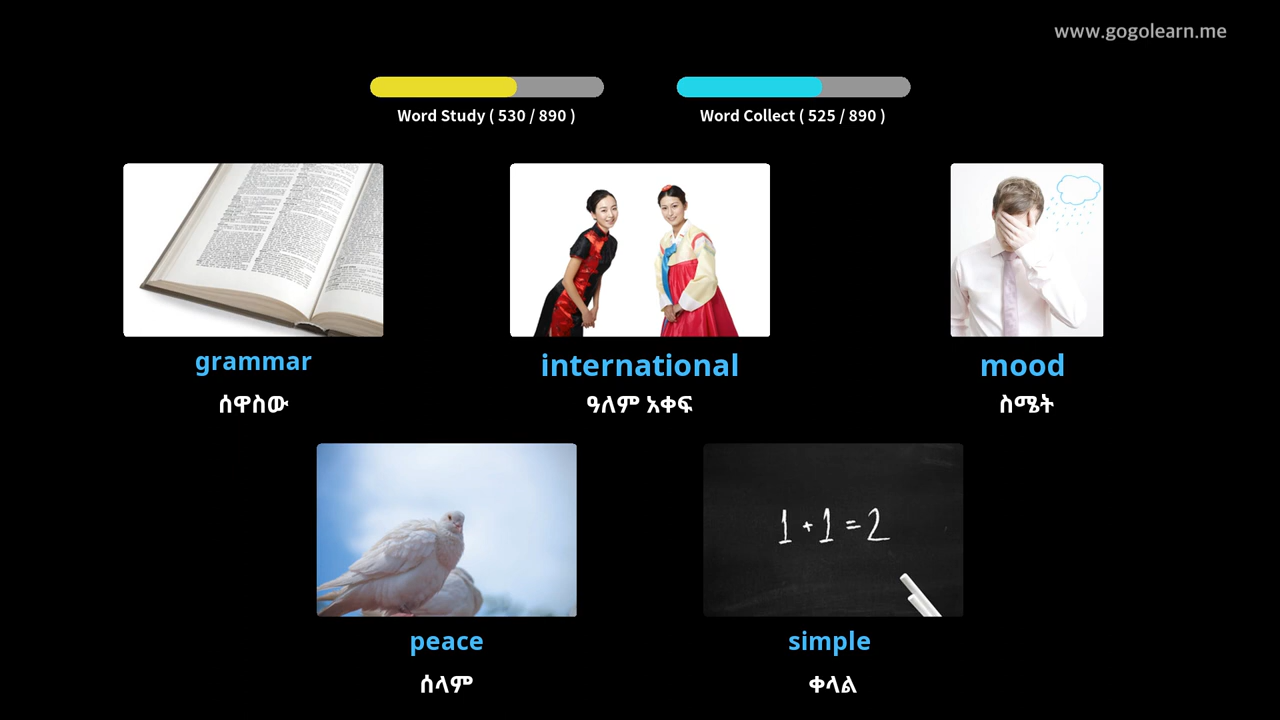 www.gogolearn.me
Word Study ( 530 / 890 )
Word Collect ( 525 / 890 )
grammar
international
mood
ሰዋስው
ዓለም አቀፍ
ስሜት
1 + 1 = 2
peace
simple
ሰላም
ቀላል